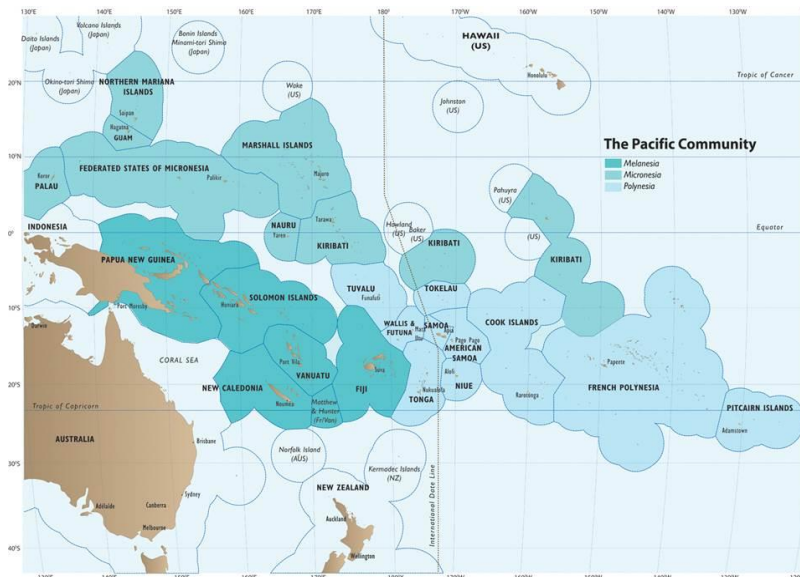 130°E 140°E 150°E 160°E 170°E 180° 170°W 160°W 150°W 140°W 130°W
Volcano Islands
(Japan)
Daito Islands
(Japan)
Bonin Islands
Minami-tori Shima
(Japan)
HAWAII
(US)
Honolulu
Tropic of Cancer
Okino-tori Shima
(Japan)
20°N
NORTHERN MARIANA
ISLANDS
Saipan
Hagatna
GUAM
Wake
(US)
Johnston
(US)
The Pacific Community
Melanesia
Micronesia
Polynesia
10°N
MARSHALL ISLANDS
Majuro
FEDERATED STATES OF MICRONESIA
Palikir
Koror
PALAU
(US)
INDONESIA
0°
NAURU
Yaren
Tarawa
KIRIBATI
Howland
(US)
Baker
(US)
KIRIBATI
(US)
Equator
KIRIBATI
PAPUA NEW GUINEA
Port Moresby
SOLOMON ISLANDS
Honiara
TUVALU
Funafuti
TOKELAU
10°S
Darwin
WALLIS &
FUTUNA
SAMOA
Apia
Pago Pago
AMERICAN
SAMOA
COOK ISLANDS
CORAL SEA
Port Vila
VANUATU
Suva
FIJI
Alofi
NIUE
Papeete
FRENCH POLYNESIA
20°S
NEW CALEDONIA
Noumea
Matthew
& Hunter
(Fr/Van)
Nukualofa
TONGA
Rarotonga
PITCAIRN ISLANDS
Adamstown
Tropic of Capricorn
AUSTRALIA
Brisbane
Norfolk Island
(AUS)
Kermadec Islands
(NZ)
30°S
International Date Line
NEW ZEALAND
Sydney
Adelaide
Canberra
Auckland
Melbourne
40°S
Wellington